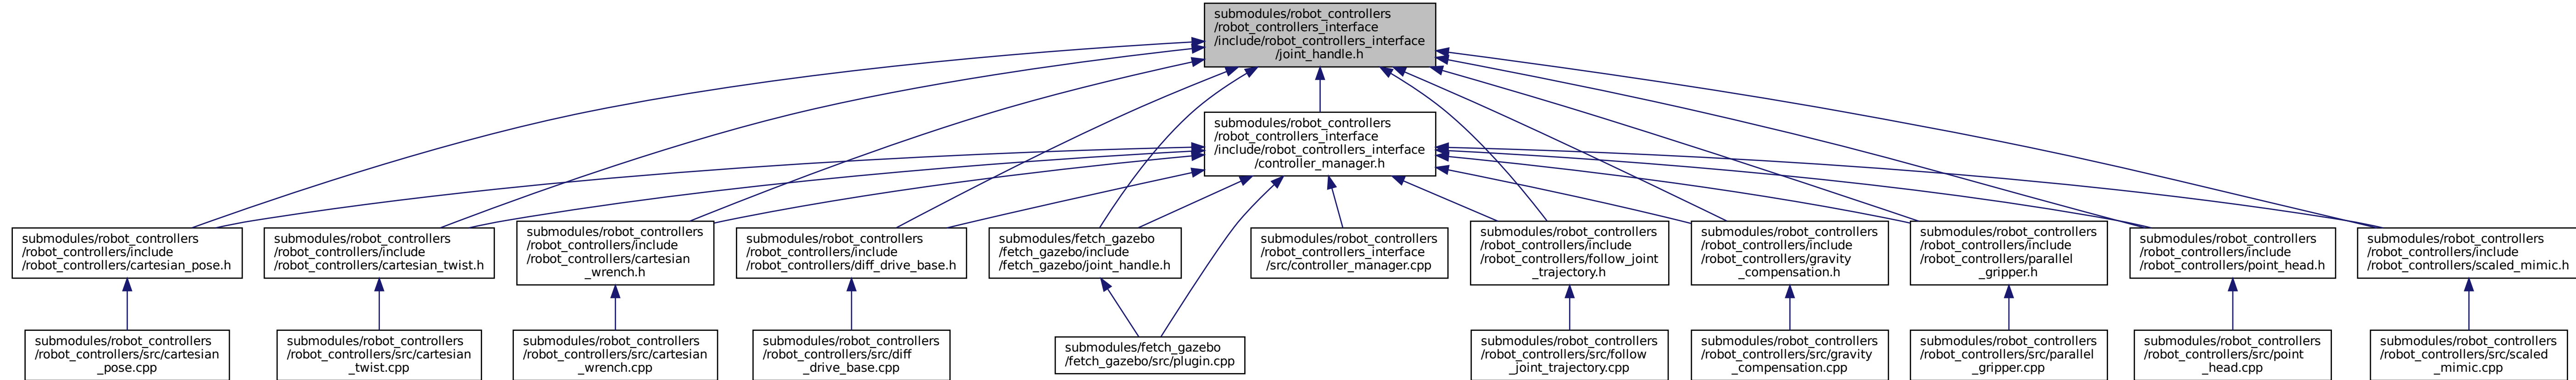 submodules/robot_controllers
/robot_controllers_interface
/include/robot_controllers_interface
/joint_handle.h
submodules/robot_controllers
/robot_controllers_interface
/include/robot_controllers_interface
/controller_manager.h
submodules/robot_controllers
/robot_controllers/include
/robot_controllers/cartesian_pose.h
submodules/robot_controllers
/robot_controllers/include
/robot_controllers/cartesian_twist.h
submodules/robot_controllers
/robot_controllers/include
/robot_controllers/cartesian
_wrench.h
submodules/robot_controllers
/robot_controllers/include
/robot_controllers/diff_drive_base.h
submodules/fetch_gazebo
/fetch_gazebo/include
/fetch_gazebo/joint_handle.h
submodules/robot_controllers
/robot_controllers_interface
/src/controller_manager.cpp
submodules/robot_controllers
/robot_controllers/include
/robot_controllers/follow_joint
_trajectory.h
submodules/robot_controllers
/robot_controllers/include
/robot_controllers/gravity
_compensation.h
submodules/robot_controllers
/robot_controllers/include
/robot_controllers/parallel
_gripper.h
submodules/robot_controllers
/robot_controllers/include
/robot_controllers/point_head.h
submodules/robot_controllers
/robot_controllers/include
/robot_controllers/scaled_mimic.h
submodules/robot_controllers
/robot_controllers/src/cartesian
_pose.cpp
submodules/robot_controllers
/robot_controllers/src/cartesian
_twist.cpp
submodules/robot_controllers
/robot_controllers/src/cartesian
_wrench.cpp
submodules/robot_controllers
/robot_controllers/src/diff
_drive_base.cpp
submodules/fetch_gazebo
/fetch_gazebo/src/plugin.cpp
submodules/robot_controllers
/robot_controllers/src/follow
_joint_trajectory.cpp
submodules/robot_controllers
/robot_controllers/src/gravity
_compensation.cpp
submodules/robot_controllers
/robot_controllers/src/parallel
_gripper.cpp
submodules/robot_controllers
/robot_controllers/src/point
_head.cpp
submodules/robot_controllers
/robot_controllers/src/scaled
_mimic.cpp